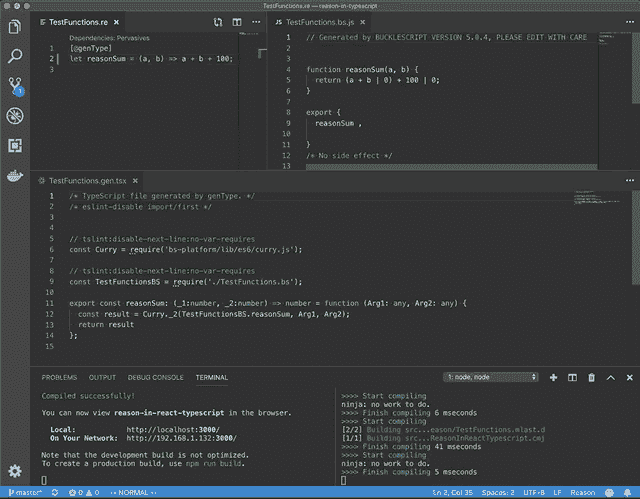 TestFunctions.re — reason-in-typescript
TestFunctions.re ×
Dependencies: Pervasives
1 [@genType]
2 let reasonSum = (a, b) => a + b + 100;
3
JS TestFunctions.bs.js ×
1 // Generated by BUCKLESCRIPT VERSION 5.0.4, PLEASE EDIT WITH CARE
2
3
4 function reasonSum(a, b) {
5 return (a + b | 0) + 100 | 0;
6 }
7
8 export {
9 reasonSum ,
10
11 }
12 /* No side effect */
13
TestFunctions.gen.tsx ×
1 /* TypeScript file generated by genType. */
2 /* eslint-disable import/first */
3
4
5 // tslint:disable-next-line:no-var-requires
6 const Curry = require('bs-platform/lib/es6/curry.js');
7
8 // tslint:disable-next-line:no-var-requires
9 const TestFunctionsBS = require('./TestFunctions.bs');
10
11 export const reasonSum: (_1:number, _2:number) => number = function (Arg1: any, Arg2: any) {
12 const result = Curry._2(TestFunctionsBS.reasonSum, Arg1, Arg2);
13 return result
14 };
15
PROBLEMS OUTPUT DEBUG CONSOLE TERMINAL
1: node, node
Compiled successfully!
You can now view reason-in-react-typescript in the browser.
Local: http://localhost:3000/
On Your Network: http://192.168.1.132:3000/
Note that the development build is not optimized.
To create a production build, use npm run build.
>>>> Start compiling
ninja: no work to do.
>>>> Finish compiling 6 mseconds
>>>> Start compiling
[2/2] Building src...eason/TestFunctions.mlast.d
[1/1] Building src...ReasonInReactTypescript.cmj
>>>> Finish compiling 41 mseconds
>>>> Start compiling
ninja: no work to do.
>>>> Finish compiling 5 mseconds
master* 0 0 -- NORMAL -- Ln 2, Col 35 Spaces: 2 UTF-8 LF Reason